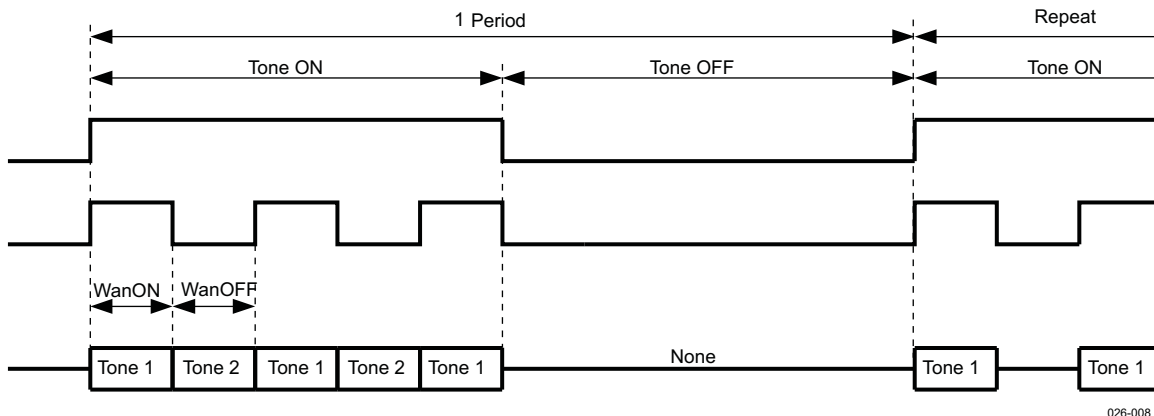 1 Period
Repeat
Tone ON
Tone OFF
Tone ON
WanON
WanOFF
Tone 1
Tone 2
Tone 1
Tone 2
Tone 1
None
Tone 1
Tone 1
026-008